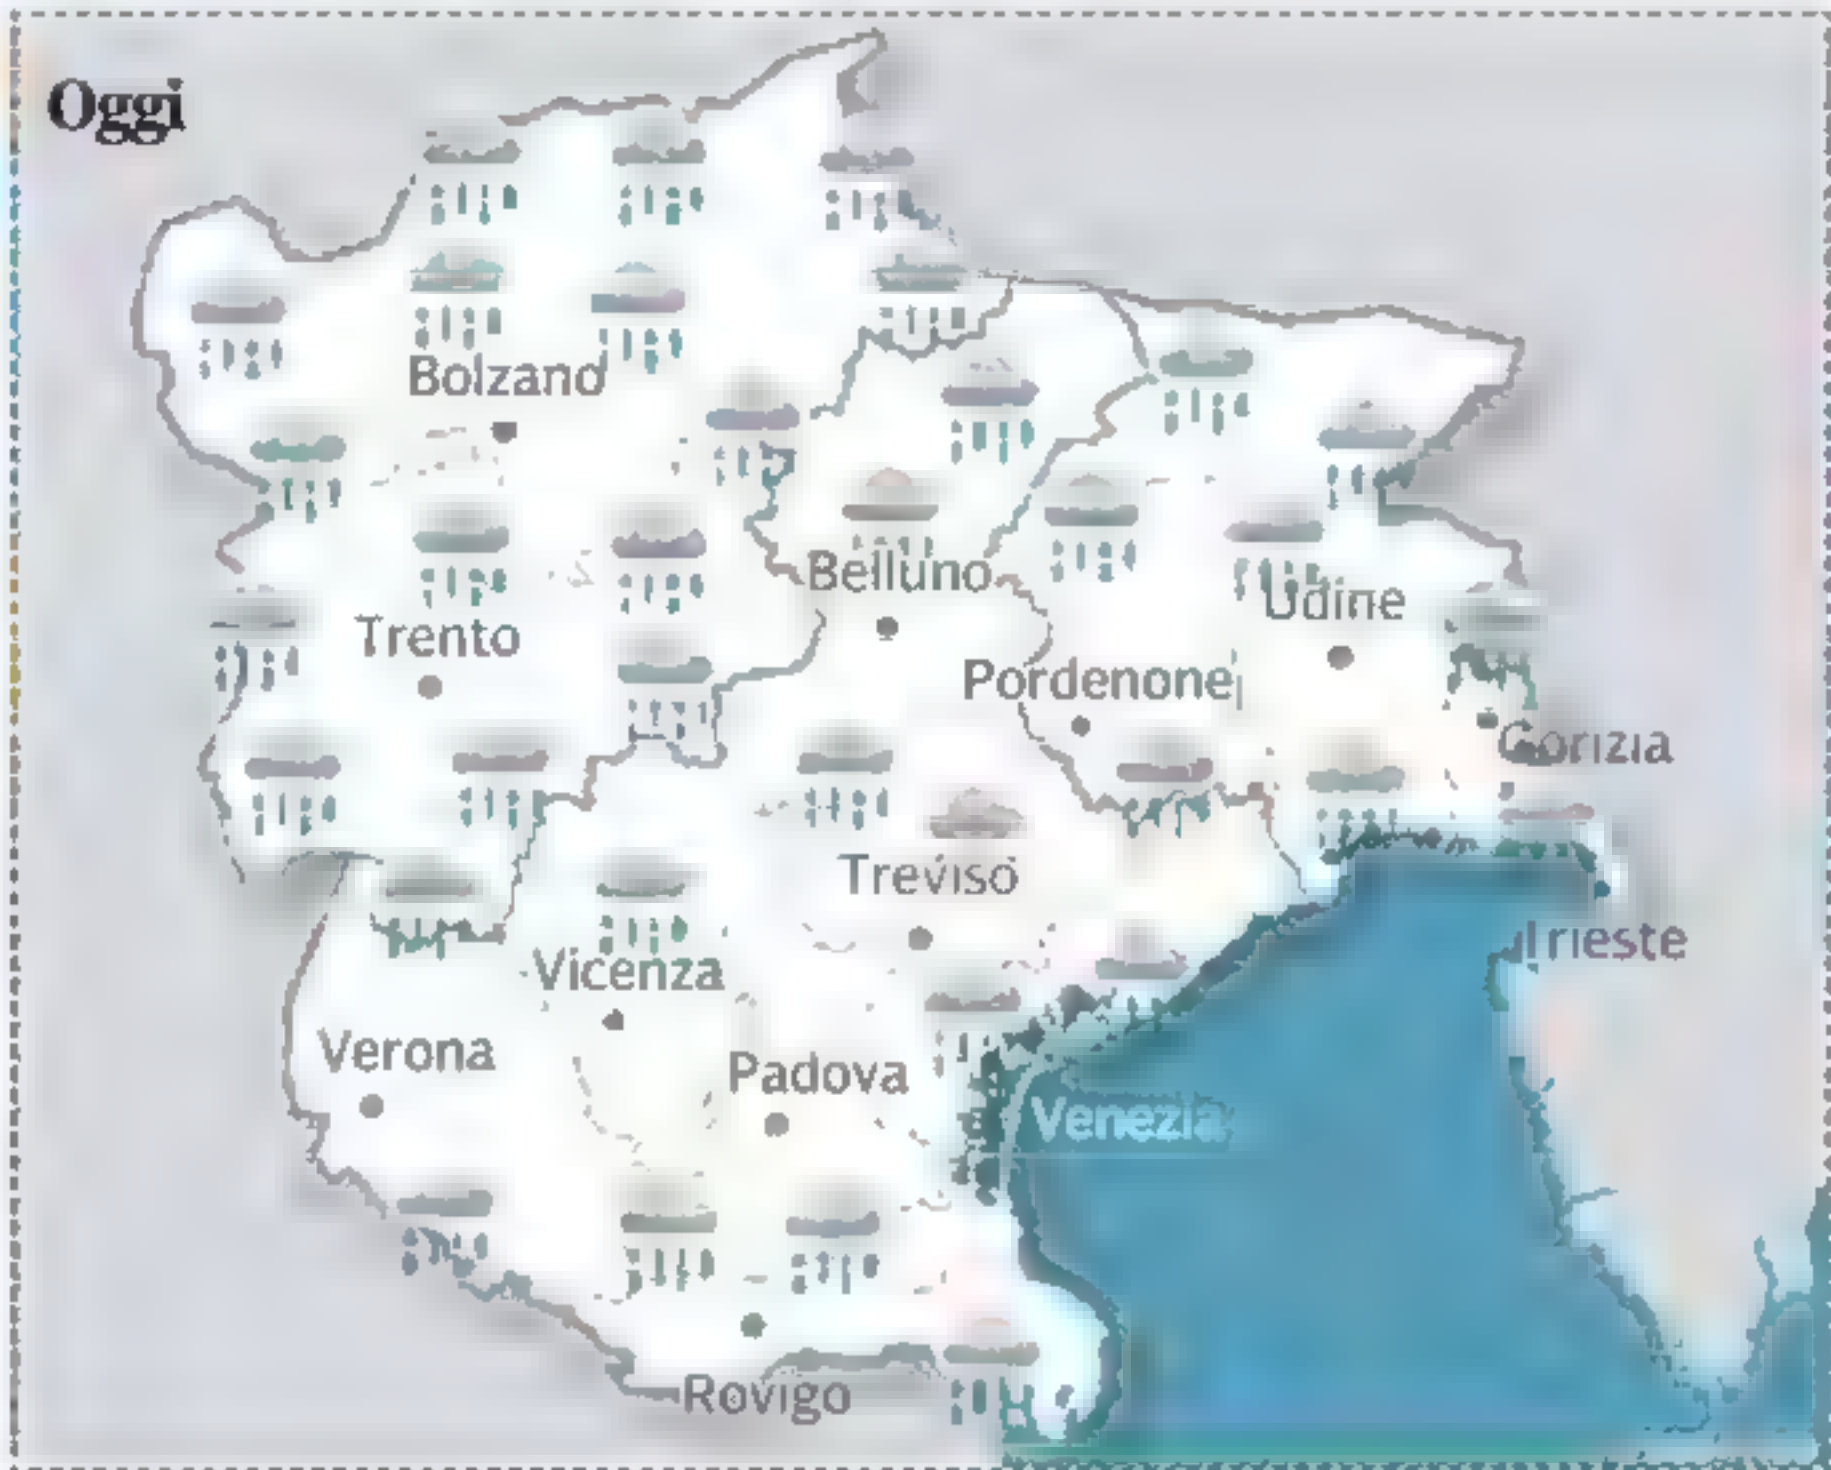 Oggi
Bolzano
Belluno
Udine
Trento
Pordenone
Gorizia
Treviso
Trieste
Vicenza
Verona
Padova
Venezia
Rovigo